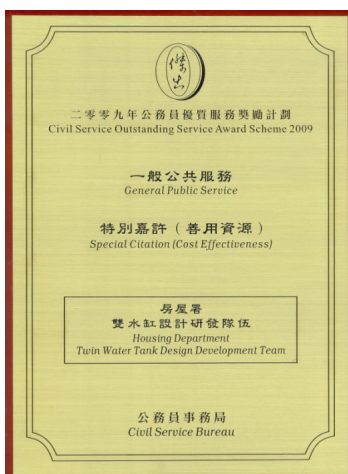 傑出
二零零九年公務員優質服務獎勵計劃
Civil Service Outstanding Service Award Scheme 2009
一般公共服務
General Public Service
特別嘉許（善用資源）
Special Citation (Cost Effectiveness)
房屋署
雙水缸設計研發隊伍
Housing Department
Twin Water Tank Design Development Team
公務員事務局
Civil Service Bureau